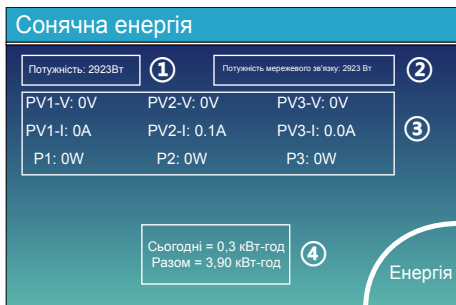 Сонячна енергія
Потужність: 2923Вт ① Потужність мережевого зв'язку: 2923 Вт ②
PV1-V: 0V PV2-V: 0V PV3-V: 0V
PV1-I: 0A PV2-I: 0.1A PV3-I: 0.0A ③
P1: 0W P2: 0W P3: 0W
Сьогодні = 0,3 кВт-год
Разом = 3,90 кВт-год ④
Енергія